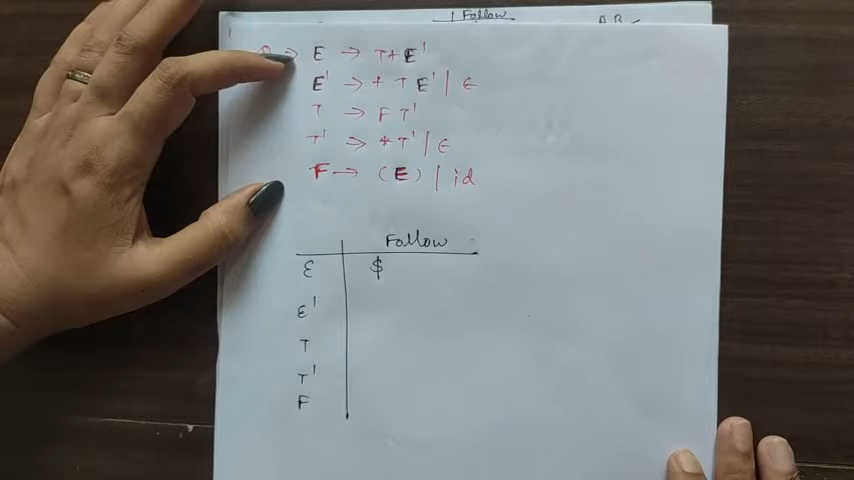 Follow
E → T+E'
E' → + T E' | ε
T → F T'
T' → *T' | ε
F → (E) | id
Follow
E $
E'
T
T'
F